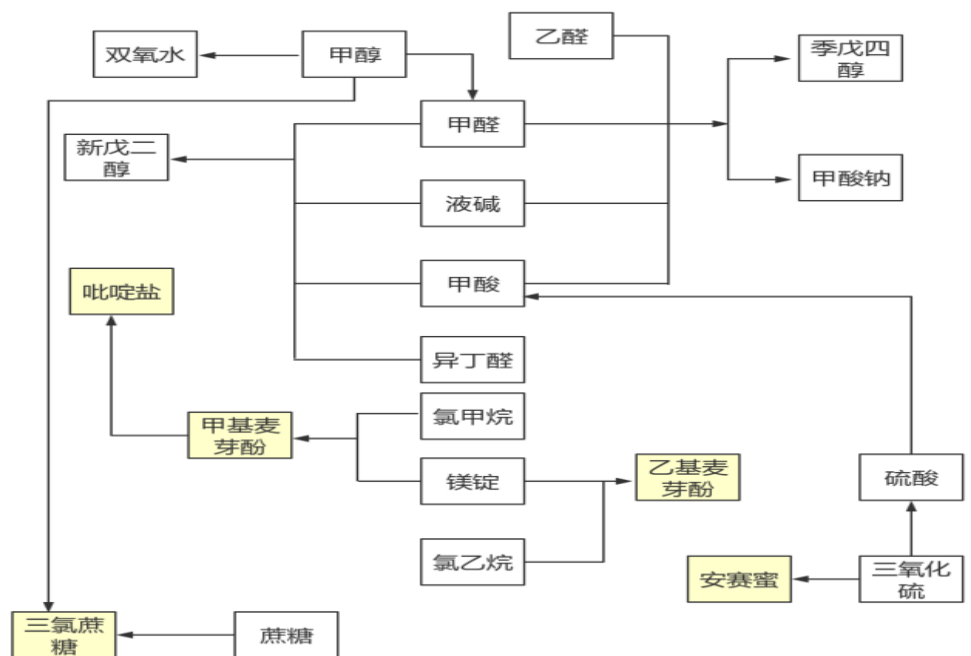 乙醛
双氧水
甲醇
季戊四
醇
甲醛
新戊二
醇
甲酸钠
液碱
吡啶盐
甲酸
异丁醛
氯甲烷
甲基麦
芽酚
镁锭
乙基麦
芽酚
硫酸
氯乙烷
安赛蜜
三氧化
硫
三氯蔗
糖
蔗糖